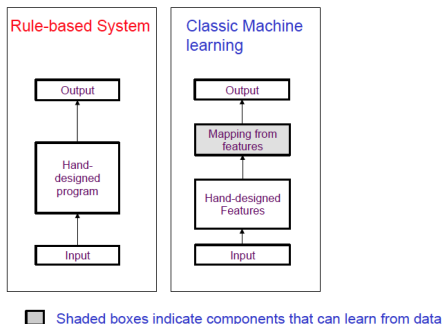 Rule-based System
Output
Hand-
designed
program
Input
Classic Machine
learning
Output
Mapping from
features
Hand-designed
Features
Input
Shaded boxes indicate components that can learn from data